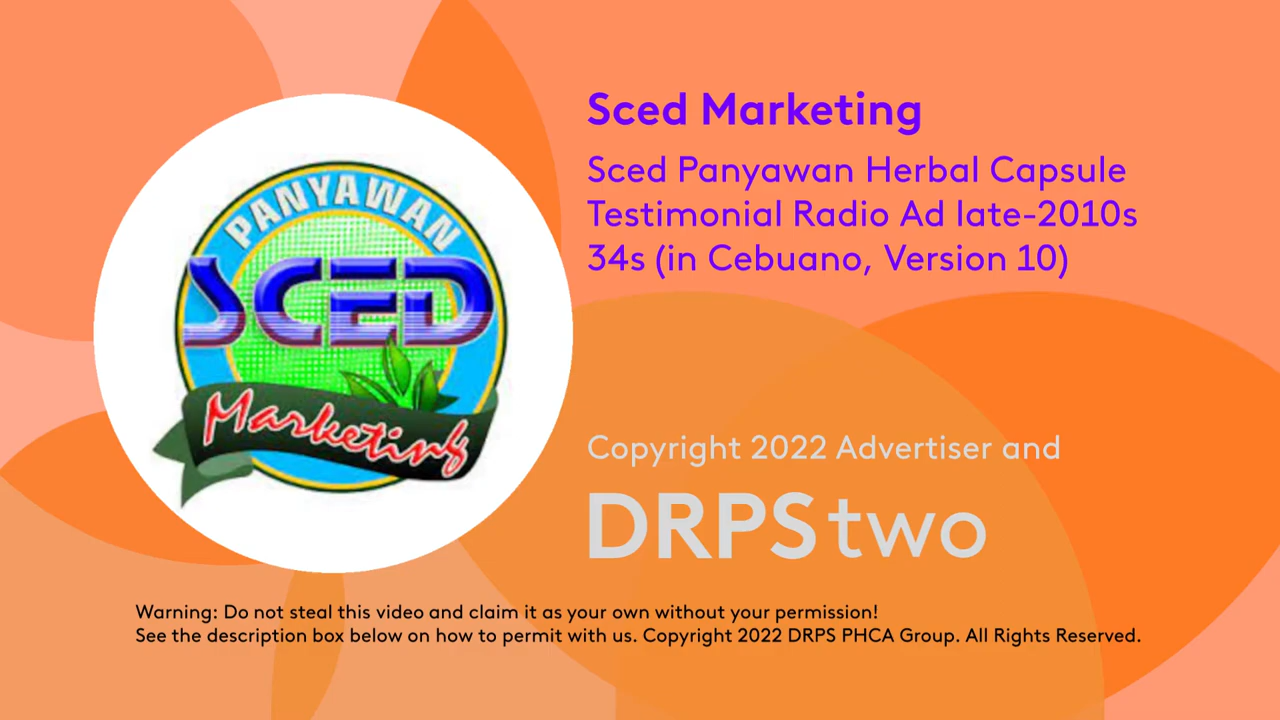 PANYAWAN
SCED
Marketing
Sced Marketing
Sced Panyawan Herbal Capsule
Testimonial Radio Ad late-2010s
34s (in Cebuano, Version 10)
Copyright 2022 Advertiser and
DRPS two
Warning: Do not steal this video and claim it as your own without your permission!
See the description box below on how to permit with us. Copyright 2022 DRPS PHCA Group. All Rights Reserved.